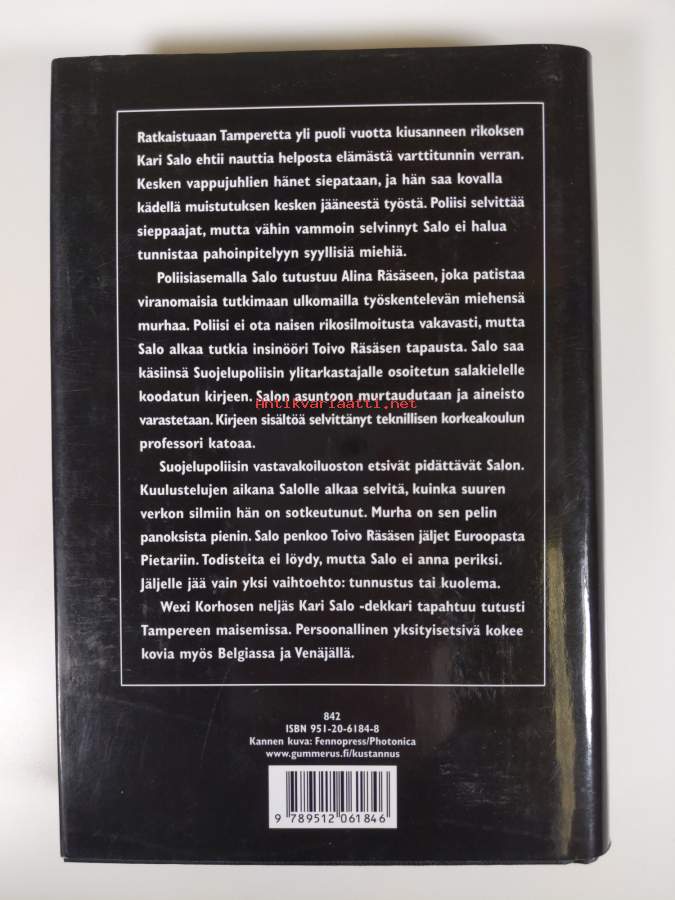 Ratkaistuaan Tamperetta yli puoli vuotta kiusanneen rikoksen
Kari Salo ehtii nauttia helposta elämästä varttitunnin verran.
Kesken vappujuhlien hänet siepataan, ja hän saa kovalla
kädellä muistutuksen kesken jääneestä työstä. Poliisi selvittää
sieppaajat, mutta vähin vammoin selvinnyt Salo ei halua
tunnistaa pahoinpitelyyn syyllisiä miehiä.
Poliisiasemalla Salo tutustuu Alina Räsäseen, joka patistaa
viranomaisia tutkimaan ulkomailla työskentelevän miehensä
murhaa. Poliisi ei ota naisen rikosilmoitusta vakavasti, mutta
Salo alkaa tutkia insinööri Toivo Räsäsen tapausta. Salo saa
käsiinsä Suojelupoliisin ylitarkastajalle osoitetun salakielelle
koodatun kirjeen. Salon asuntoon murtaudutaan ja aineisto
Antikvariaatti.net
varastetaan. Kirjeen sisältöä selvittänyt teknillisen korkeakoulun
professori katoaa.
Suojelupoliisin vastavakoiluoston etsivät pidättävät Salon.
Kuulustelujen aikana Salolle alkaa selvitä, kuinka suuren
verkon silmiin hän on sotkeutunut. Murha on sen pelin
panoksista pienin. Salo penkoo Toivo Räsäsen jäljet Euroopasta
Pietariin. Todisteita ei löydy, mutta Salo ei anna periksi.
Jäljelle jää vain yksi vaihtoehto: tunnustus tai kuolema.
Wexi Korhosen neljäs Kari Salo -dekkari tapahtuu tutusti
Tampereen maisemissa. Persoonallinen yksityisetsivä kokee
kovia myös Belgiassa ja Venäjällä.
842
ISBN 951-20-6184-8
Kannen kuva: Fennopress/Photonica
www.gummerus.fi/kustannus
9 789512 061846